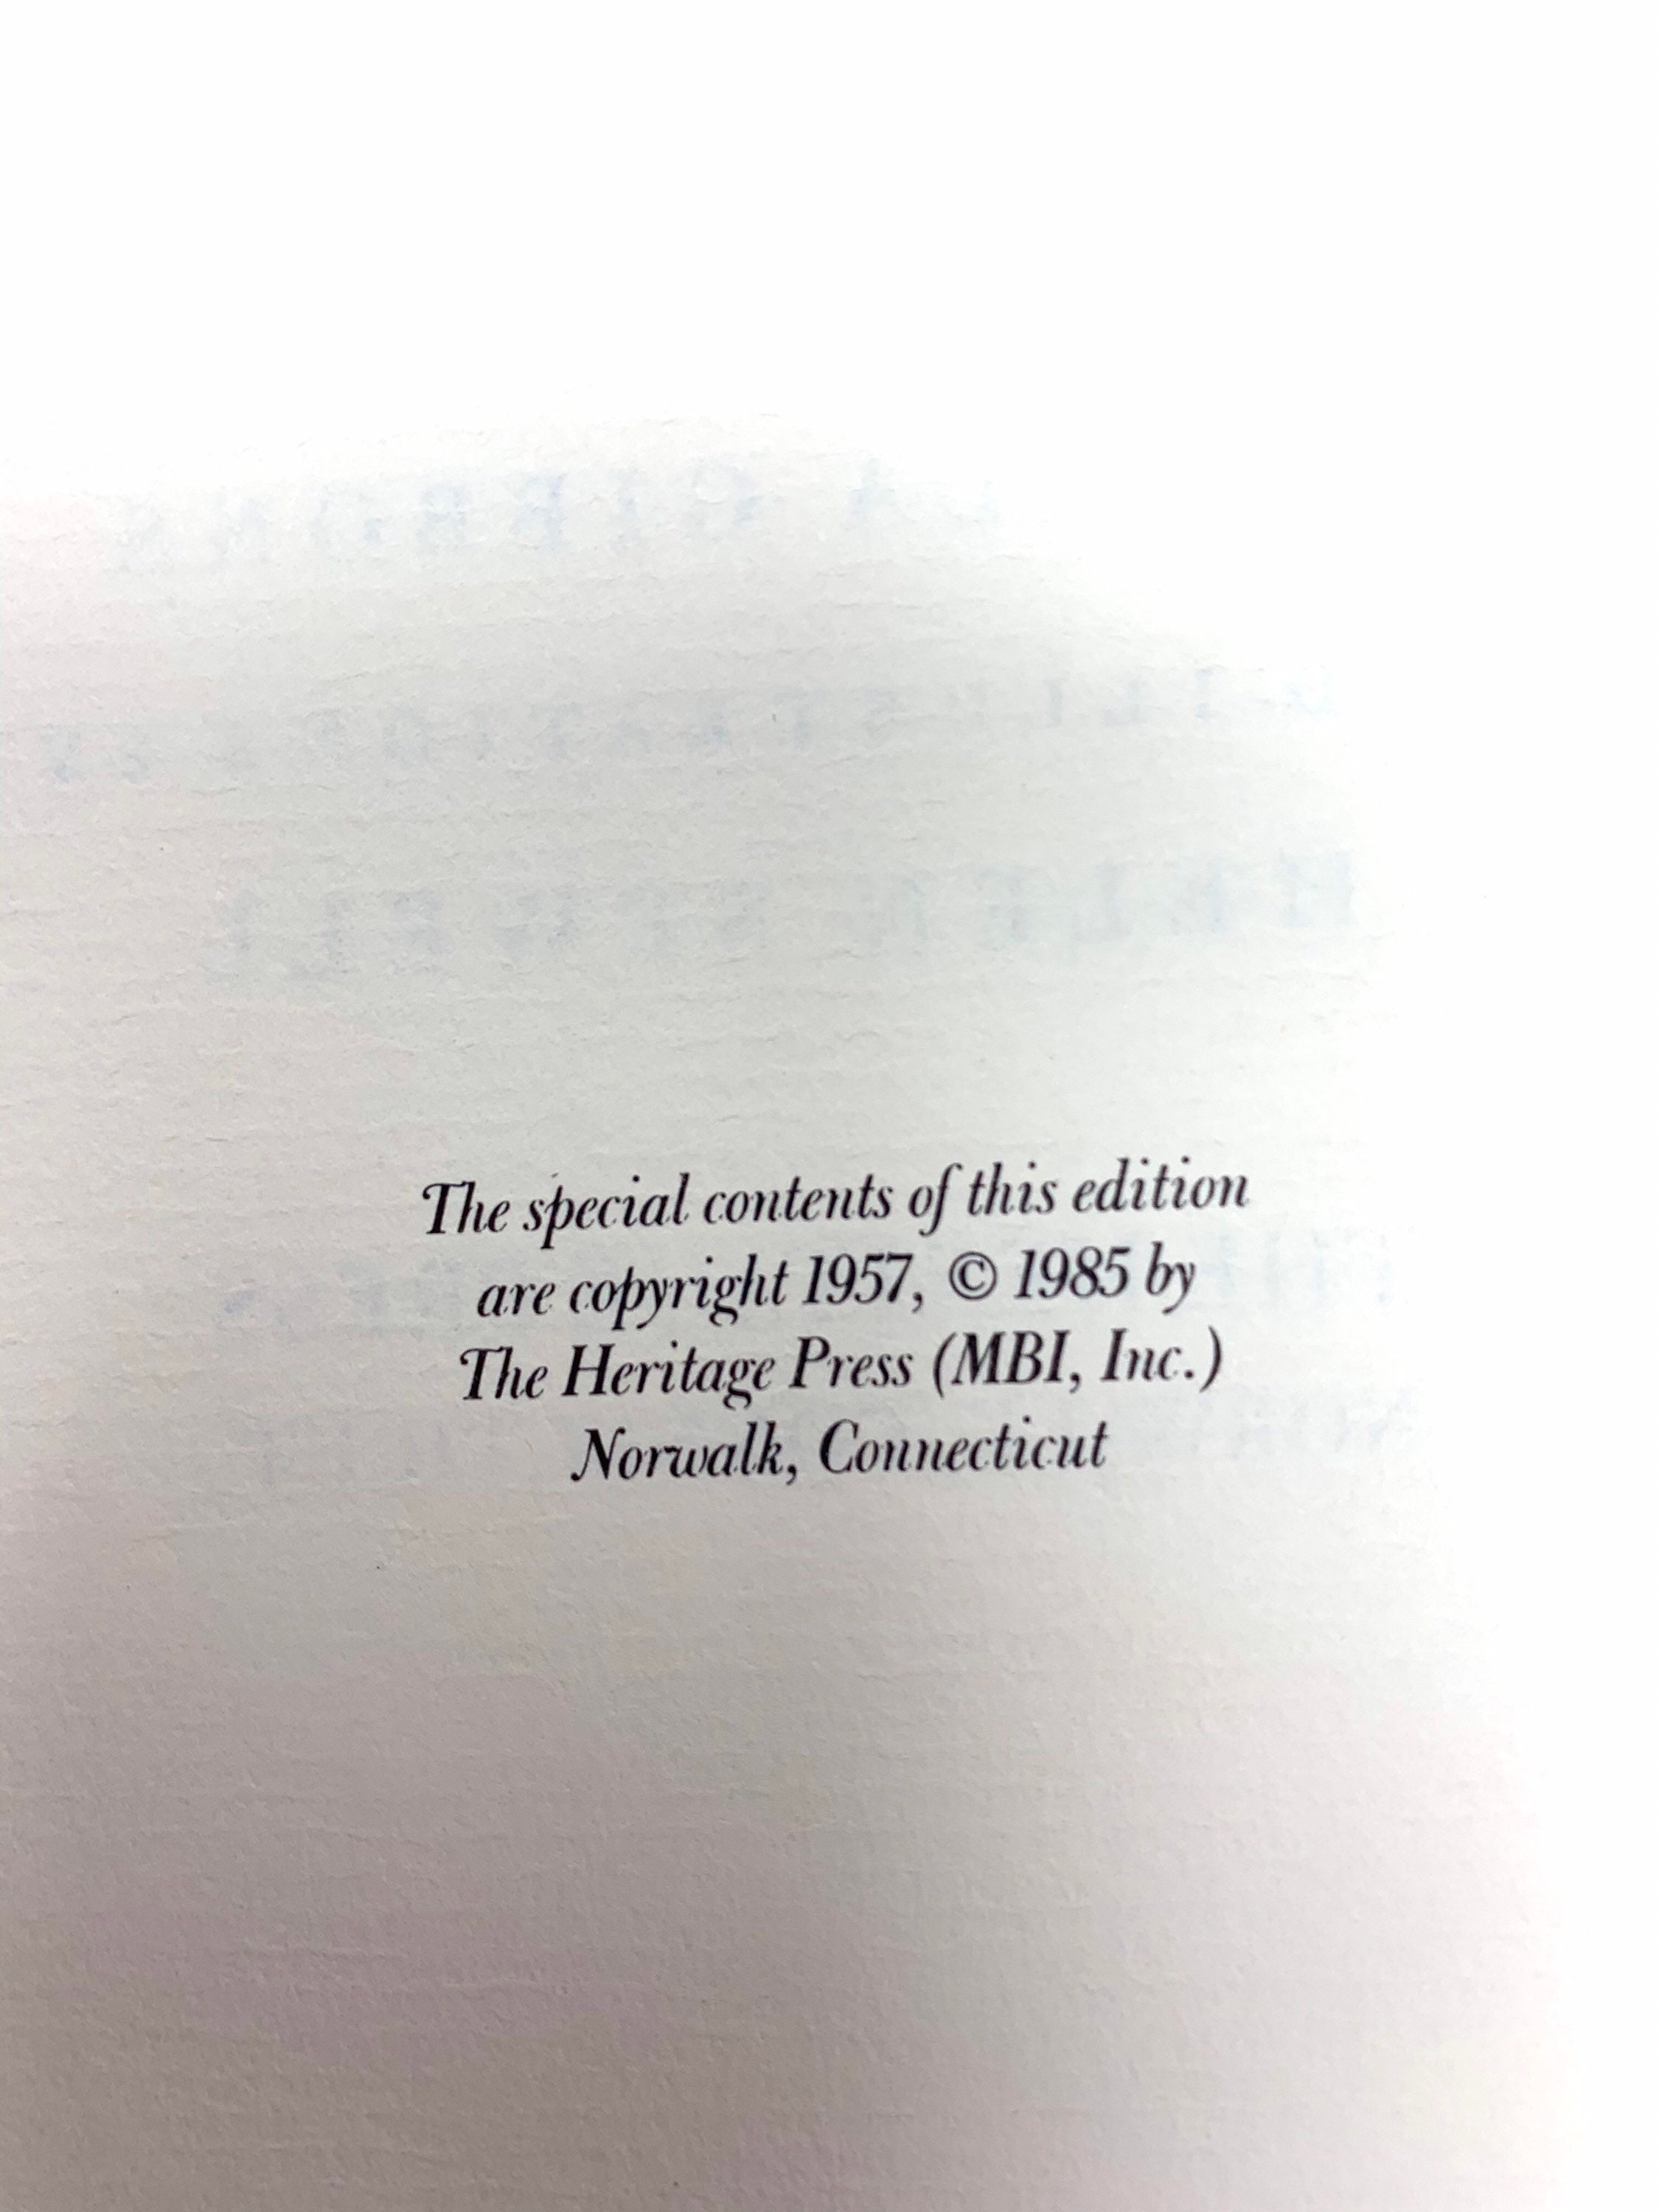 The special contents of this edition
are copyright 1957, © 1985 by
The Heritage Press (MBI, Inc.)
Norwalk, Connecticut